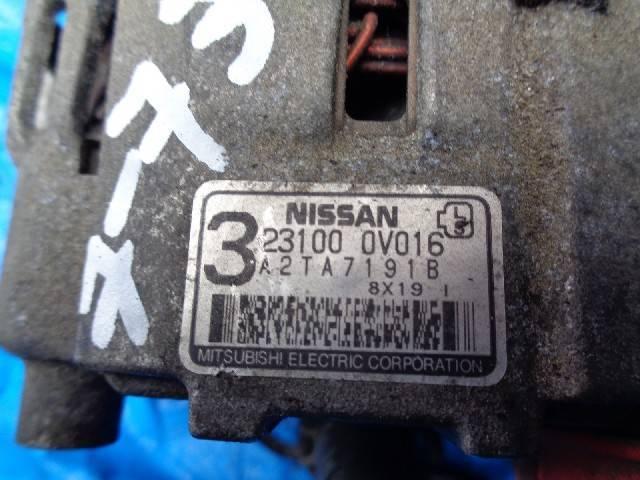 NISSAN
3
23100 0V016
A2TA7191B
8X19 I
MITSUBISHI ELECTRIC CORPORATION